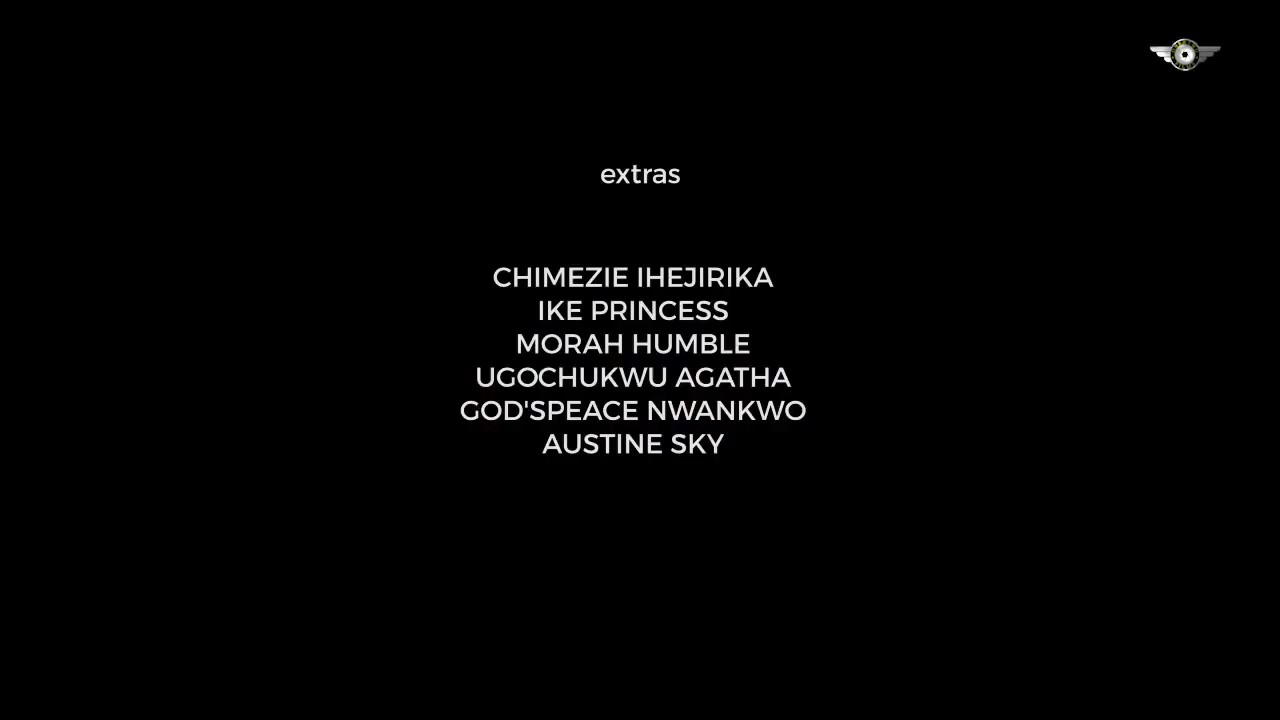 extras
CHIMEZIE IHEJIRIKA
IKE PRINCESS
MORAH HUMBLE
UGOCHUKWU AGATHA
GOD'SPEACE NWANKWO
AUSTINE SKY